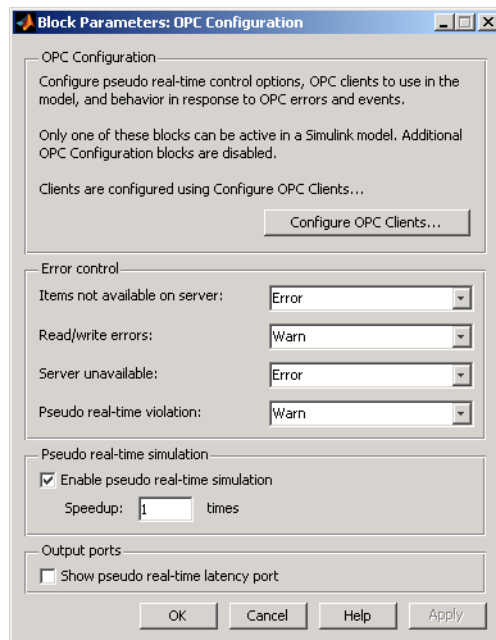 Block Parameters: OPC Configuration
OPC Configuration
Configure pseudo real-time control options, OPC clients to use in the
model, and behavior in response to OPC errors and events.
Only one of these blocks can be active in a Simulink model. Additional
OPC Configuration blocks are disabled.
Clients are configured using Configure OPC Clients...
Configure OPC Clients...
Error control
Items not available on server: Error
Read/write errors: Warn
Server unavailable: Error
Pseudo real-time violation: Warn
Pseudo real-time simulation
Enable pseudo real-time simulation
Speedup: 1 times
Output ports
Show pseudo real-time latency port
OK Cancel Help Apply